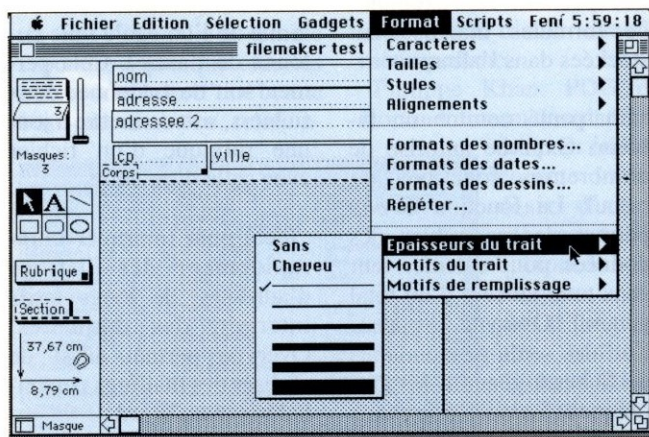 Fichier Edition Sélection Gadgets Format Scripts Fení 5:59:18
filemaker test
Caractères
Tailles
Styles
Alignements
Formats des nombres...
Formats des dates...
Formats des dessins...
Répéter...
Epaisseurs du trait
Motifs du trait
Motifs de remplissage
Sans
Cheveu
nom
adresse
adressee 2
cp
ville
Corps
3
Masques:
3
A
Rubrique
Section
37,67 cm
8,79 cm
Masque